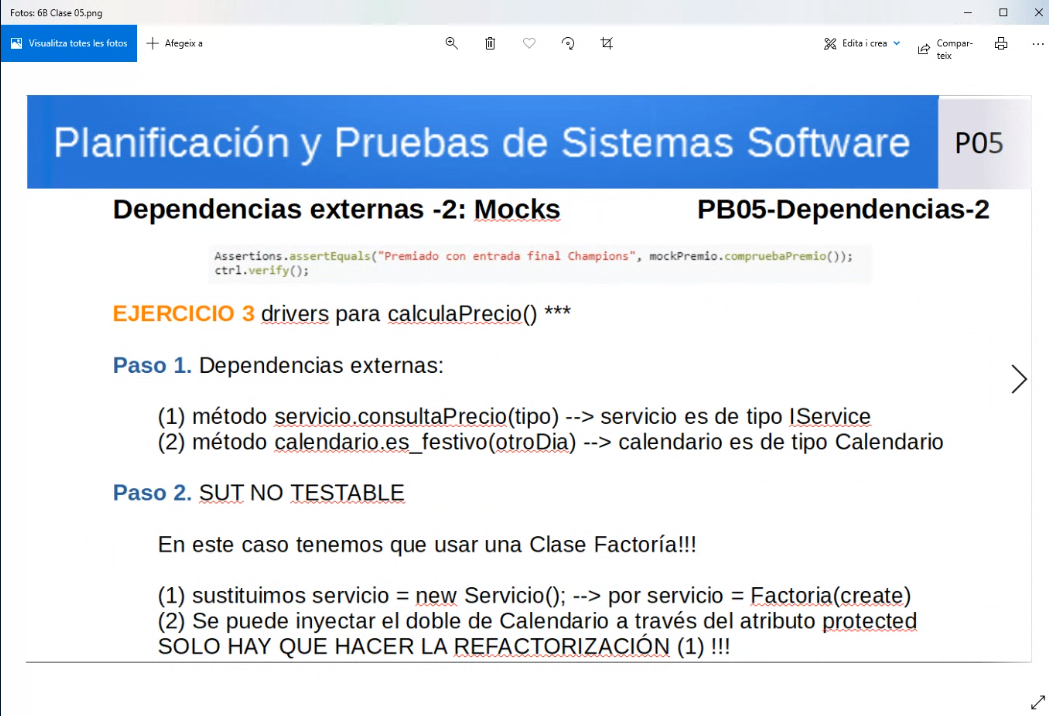 Fotos: 6B Clase 05.png
Visualitza totes les fotos
Afegeix a
Edita i crea
Compar-
teix
Planificación y Pruebas de Sistemas Software
P05
Dependencias externas -2: Mocks
PB05-Dependencias-2
Assertions.assertEquals("Premiado con entrada final Champions", mockPremio.compruebaPremio());
ctrl.verify();
EJERCICIO 3 drivers para calculaPrecio() ***
Paso 1. Dependencias externas:
(1) método servicio.consultaPrecio(tipo) --> servicio es de tipo IService
(2) método calendario.es_festivo(otroDia) --> calendario es de tipo Calendario
Paso 2. SUT NO TESTABLE
En este caso tenemos que usar una Clase Factoría!!!
(1) sustituimos servicio = new Servicio(); --> por servicio = Factoria(create)
(2) Se puede inyectar el doble de Calendario a través del atributo protected
SOLO HAY QUE HACER LA REFACTORIZACIÓN (1) !!!